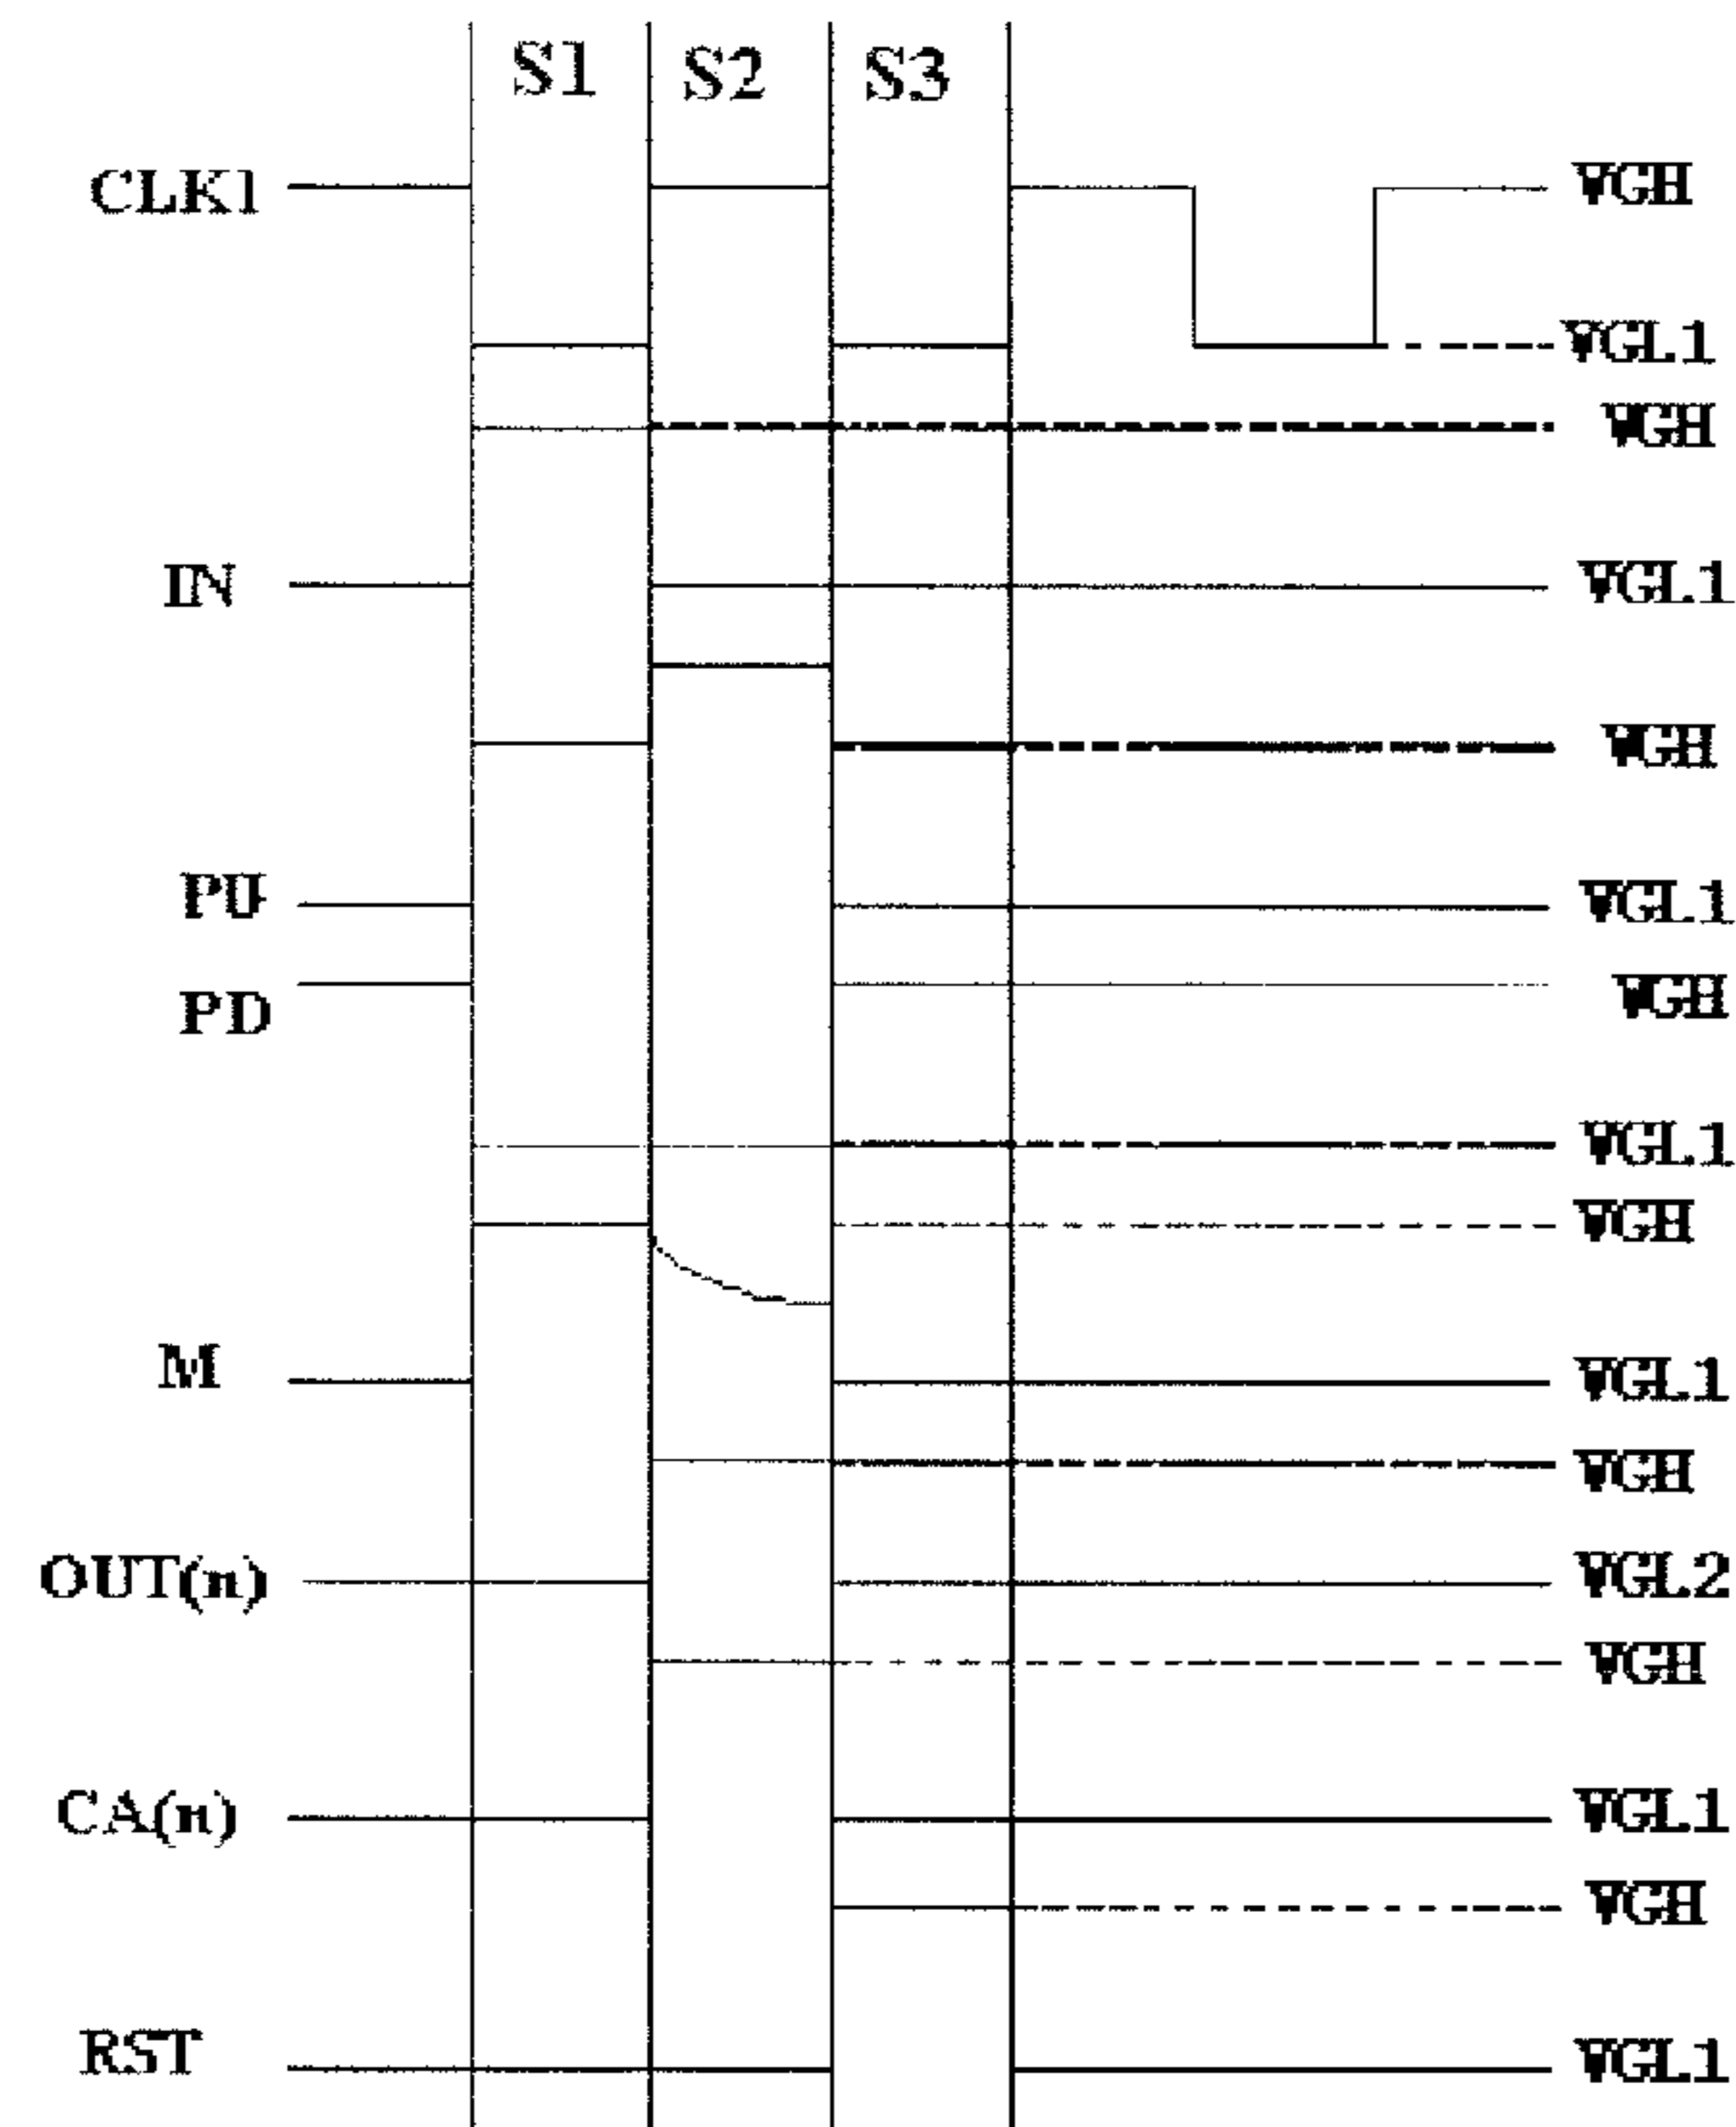 S1 S2 S3
CLK1 VGH
VGL1
VGH
IN VGL1
VGH
PU VGL1
PD VGH
VGL1
VGH
M VGL1
VGH
OUT(n) VGL2
VGH
CA(n) VGL1
VGH
RST VGL1